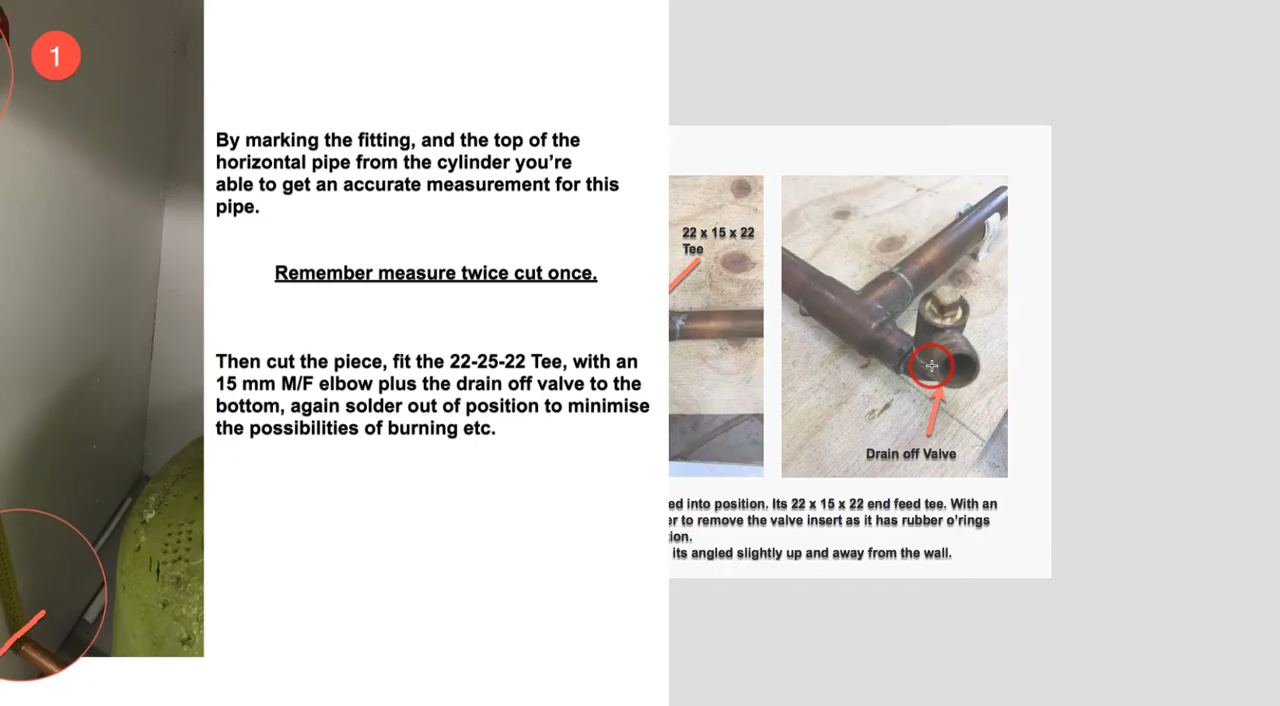 1
By marking the fitting, and the top of the
horizontal pipe from the cylinder you're
able to get an accurate measurement for this
pipe.
Remember measure twice cut once.
Then cut the piece, fit the 22-25-22 Tee, with an
15 mm M/F elbow plus the drain off valve to the
bottom, again solder out of position to minimise
the possibilities of burning etc.
22 x 15 x 22
Tee
Drain off Valve
ed into position. Its 22 x 15 x 22 end feed tee. With an
er to remove the valve insert as it has rubber o'rings
ion.
its angled slightly up and away from the wall.